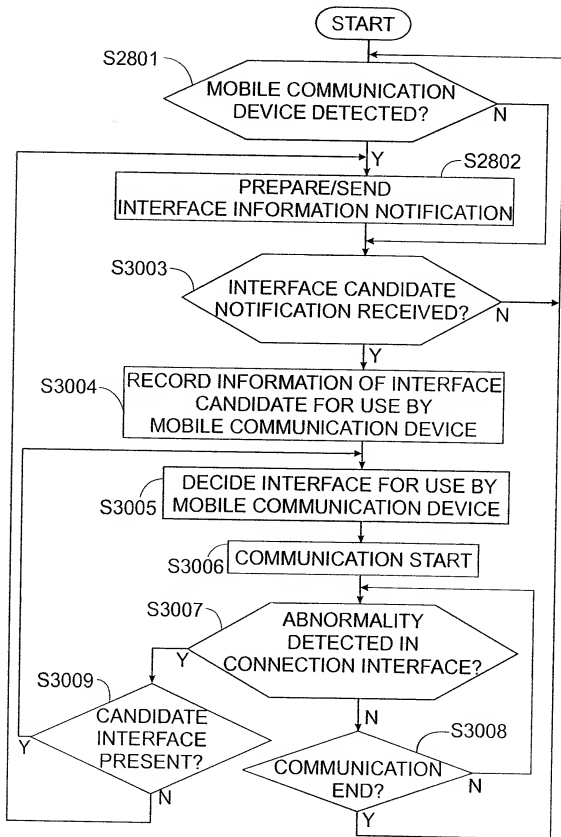 START
S2801
MOBILE COMMUNICATION
DEVICE DETECTED?
N
Y
S2802
PREPARE/SEND
INTERFACE INFORMATION NOTIFICATION
S3003
INTERFACE CANDIDATE
NOTIFICATION RECEIVED?
N
Y
S3004
RECORD INFORMATION OF INTERFACE
CANDIDATE FOR USE BY
MOBILE COMMUNICATION DEVICE
DECIDE INTERFACE FOR USE BY
MOBILE COMMUNICATION DEVICE
S3005
COMMUNICATION START
S3006
S3007
ABNORMALITY
DETECTED IN
CONNECTION INTERFACE?
Y
N
S3009
CANDIDATE
INTERFACE
PRESENT?
Y
N
S3008
COMMUNICATION
END?
N
Y